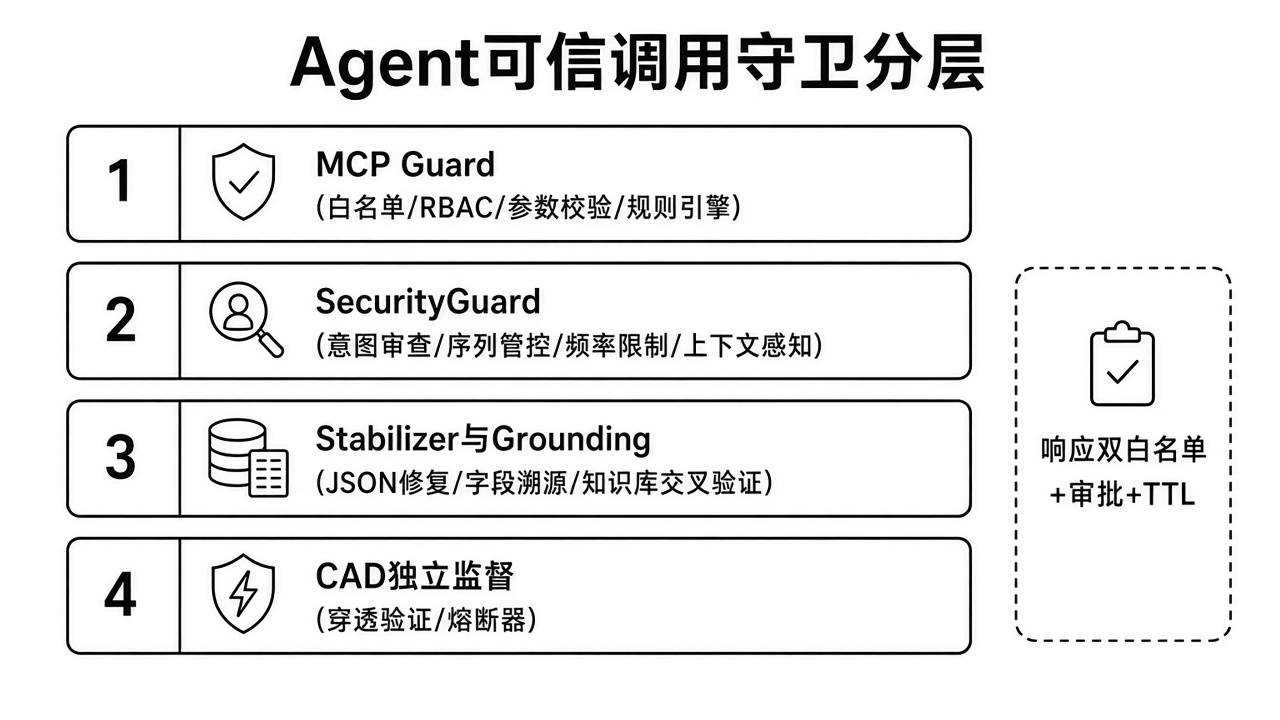 Agent可信调用守卫分层
1
MCP Guard
(白名单/RBAC/参数校验/规则引擎)
2
SecurityGuard
(意图审查/序列管控/频率限制/上下文感知)
3
Stabilizer与Grounding
(JSON修复/字段溯源/知识库交叉验证)
4
CAD独立监督
(穿透验证/熔断器)
响应双白名单
+审批+TTL